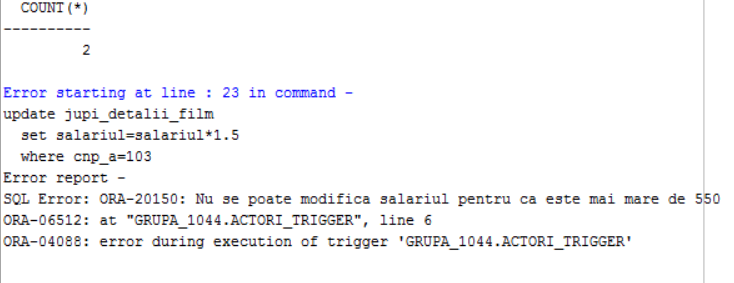 COUNT(*)
----------
2
Error starting at line : 23 in command -
update jupi_detalii_film
set salariul=salariul*1.5
where cnp_a=103
Error report -
SQL Error: ORA-20150: Nu se poate modifica salariul pentru ca este mai mare de 550
ORA-06512: at "GRUPA_1044.ACTORI_TRIGGER", line 6
ORA-04088: error during execution of trigger 'GRUPA_1044.ACTORI_TRIGGER'